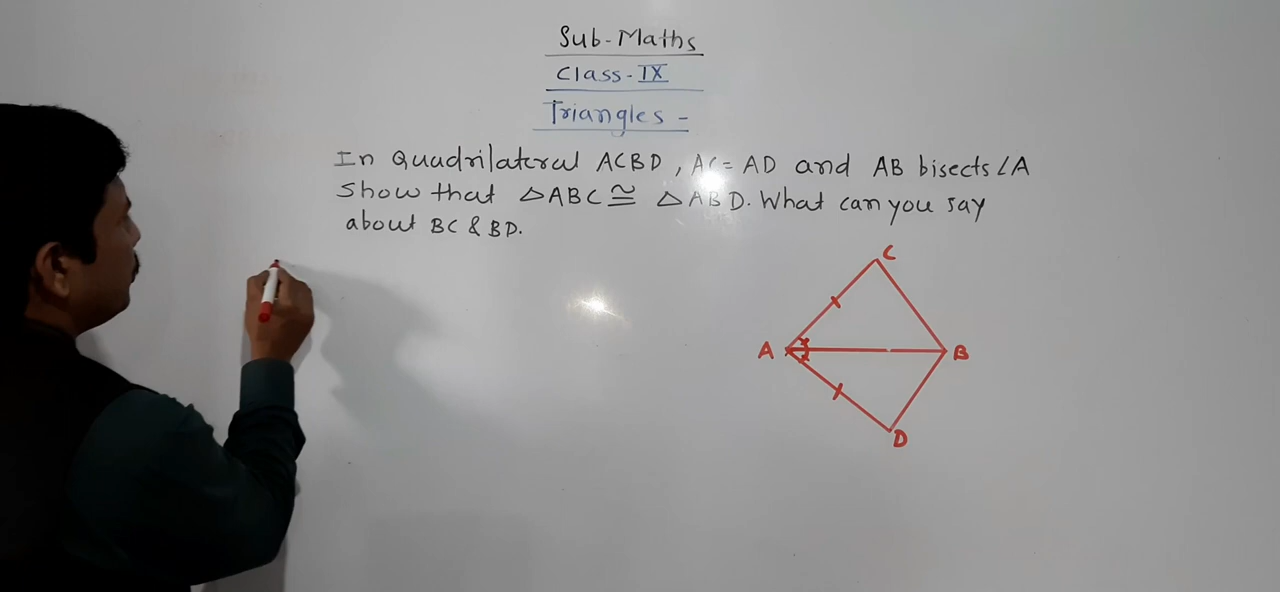 Sub-Maths
Class-IX
Triangles -
In Quadrilateral ACBD, AC= AD and AB bisects ∠A
Show that △ABC ≅ △ABD. What can you say
about BC & BD.
C
A
B
D